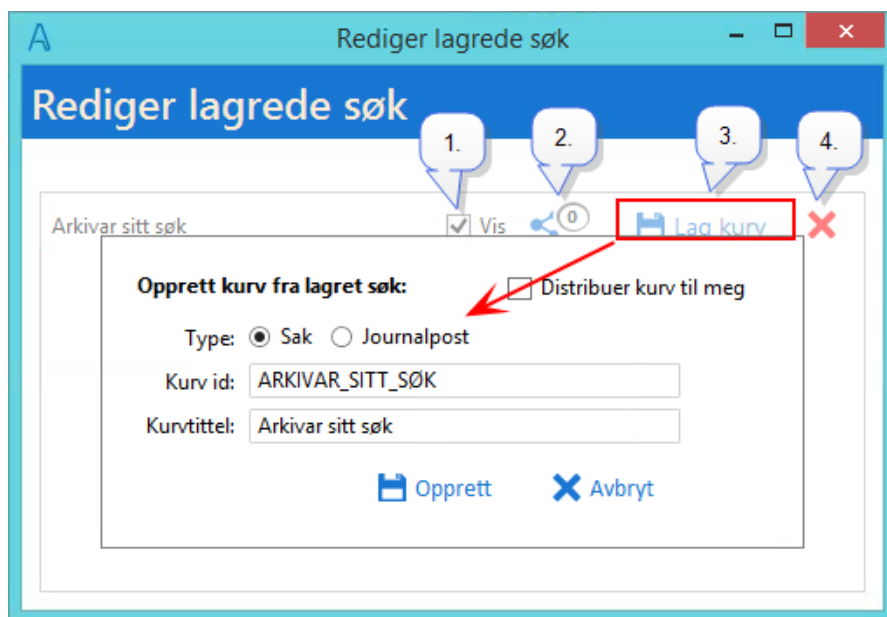 Rediger lagrede søk
Rediger lagrede søk
1.
2.
3.
4.
Arkivar sitt søk
Vis
0
Lag kurv
Opprett kurv fra lagret søk:
Distribuer kurv til meg
Type: Sak Journalpost
Kurv id: ARKIVAR_SITT_SØK
Kurvtittel: Arkivar sitt søk
Opprett
Avbryt